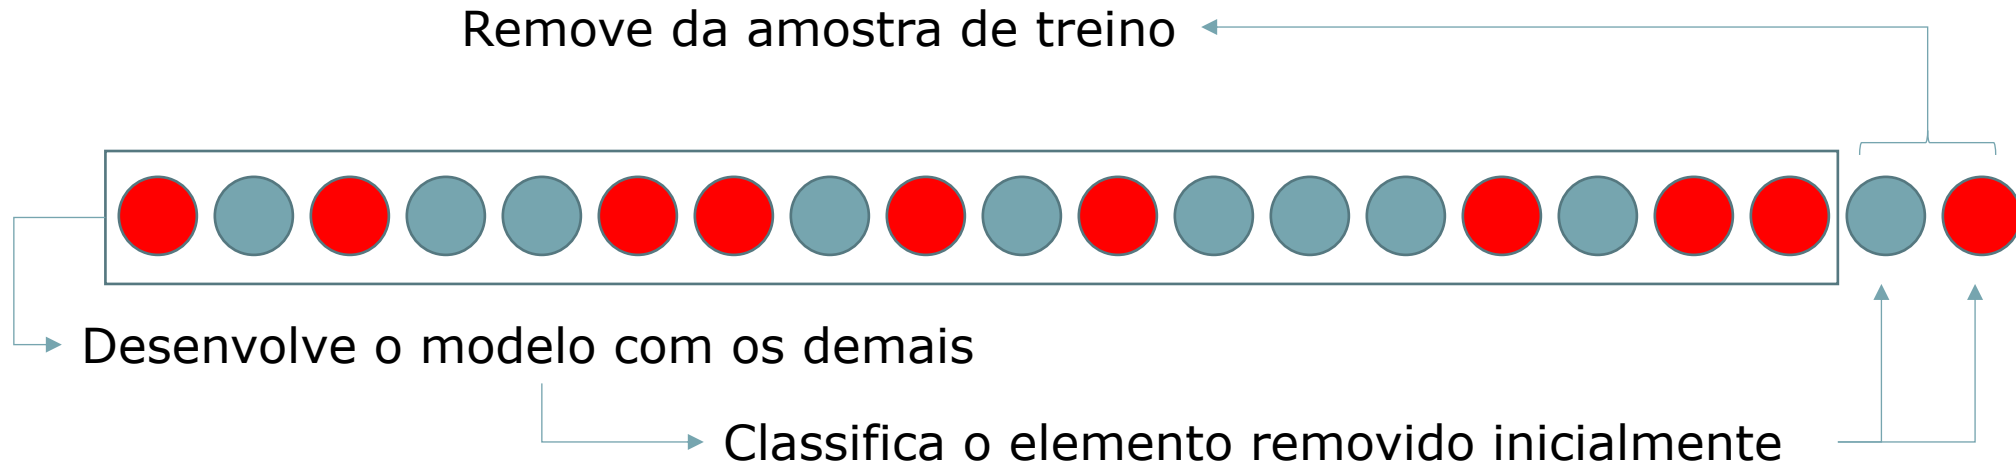 Remove da amostra de treino
Desenvolve o modelo com os demais
Classifica o elemento removido inicialmente